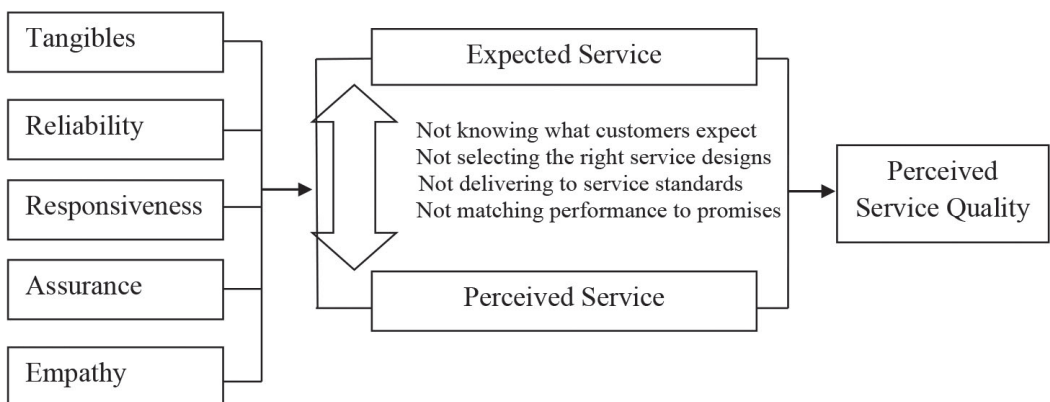 Tangibles
Reliability
Responsiveness
Assurance
Empathy
Expected Service
Not knowing what customers expect
Not selecting the right service designs
Not delivering to service standards
Not matching performance to promises
Perceived Service
Perceived
Service Quality